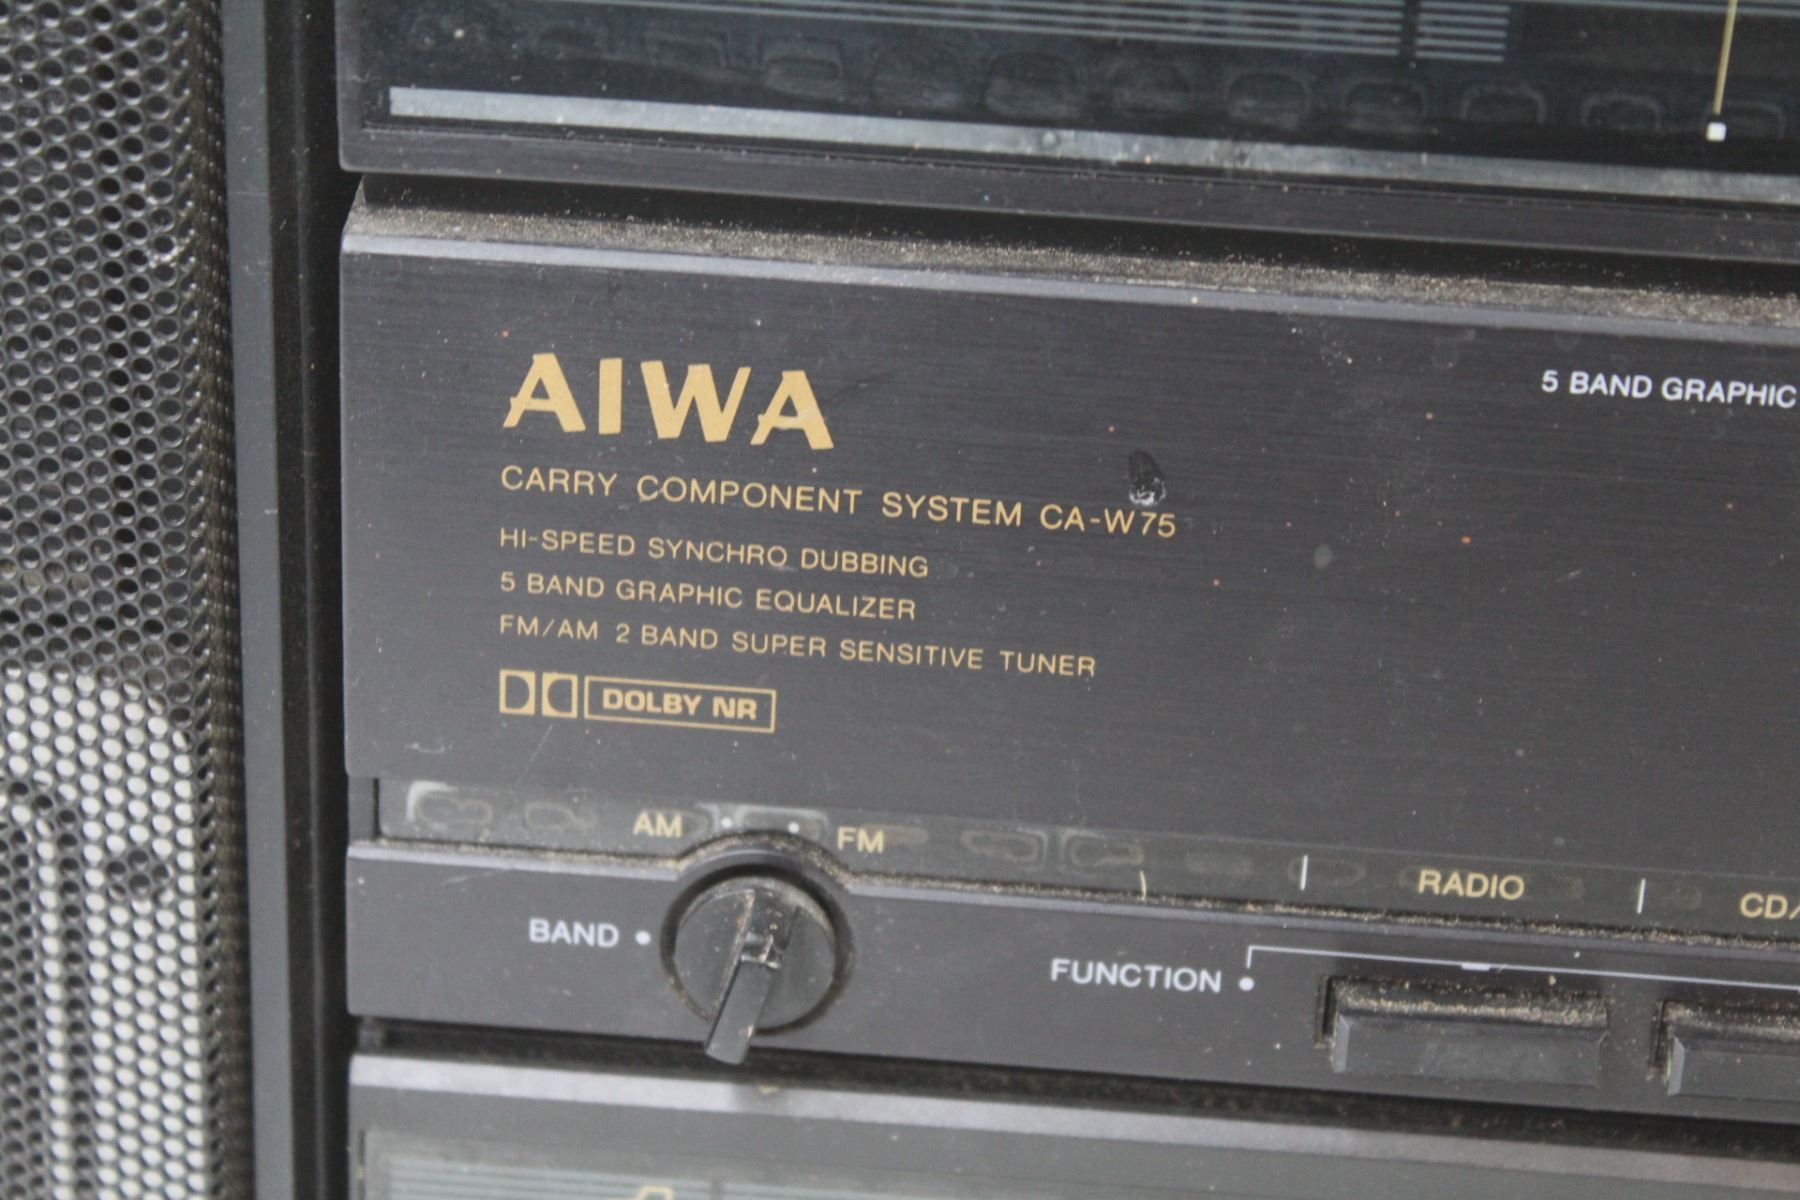 AIWA
5 BAND GRAPHIC
CARRY COMPONENT SYSTEM CA-W75
HI-SPEED SYNCHRO DUBBING
5 BAND GRAPHIC EQUALIZER
FM/AM 2 BAND SUPER SENSITIVE TUNER
DOLBY NR
AM FM
RADIO
CD/
BAND
FUNCTION